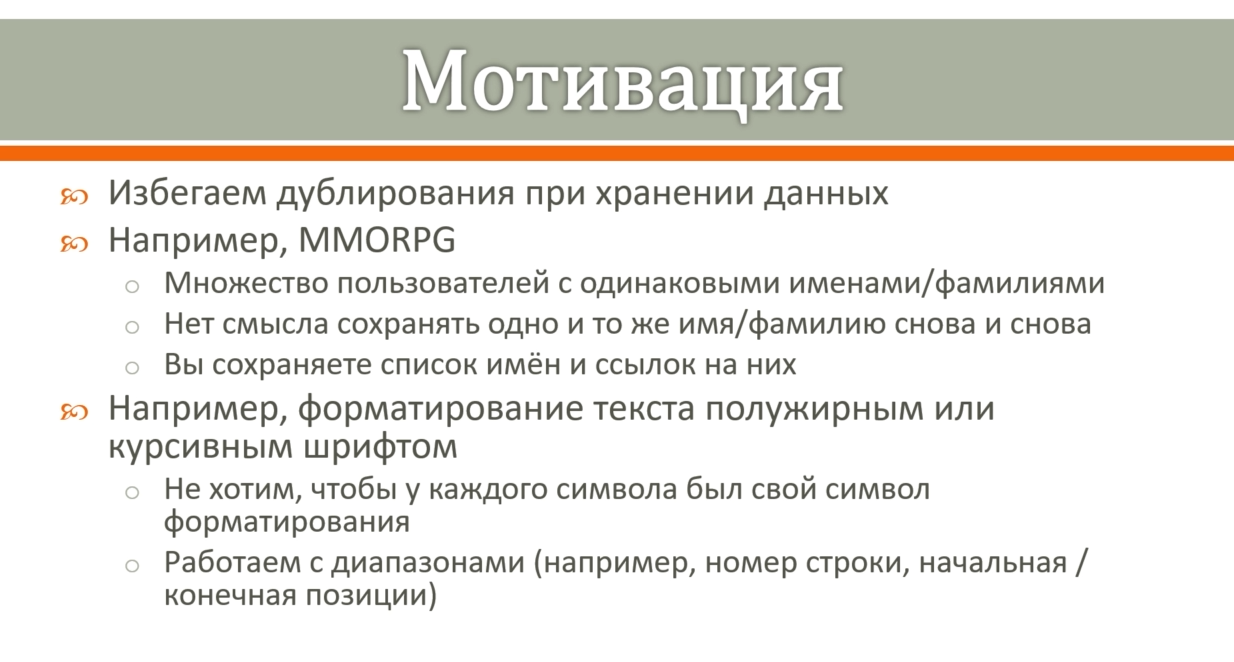 Мотивация
Избегаем дублирования при хранении данных
Например, MMORPG
Множество пользователей с одинаковыми именами/фамилиями
Нет смысла сохранять одно и то же имя/фамилию снова и снова
Вы сохраняете список имён и ссылок на них
Например, форматирование текста полужирным или
курсивным шрифтом
Не хотим, чтобы у каждого символа был свой символ
форматирования
Работаем с диапазонами (например, номер строки, начальная /
конечная позиции)